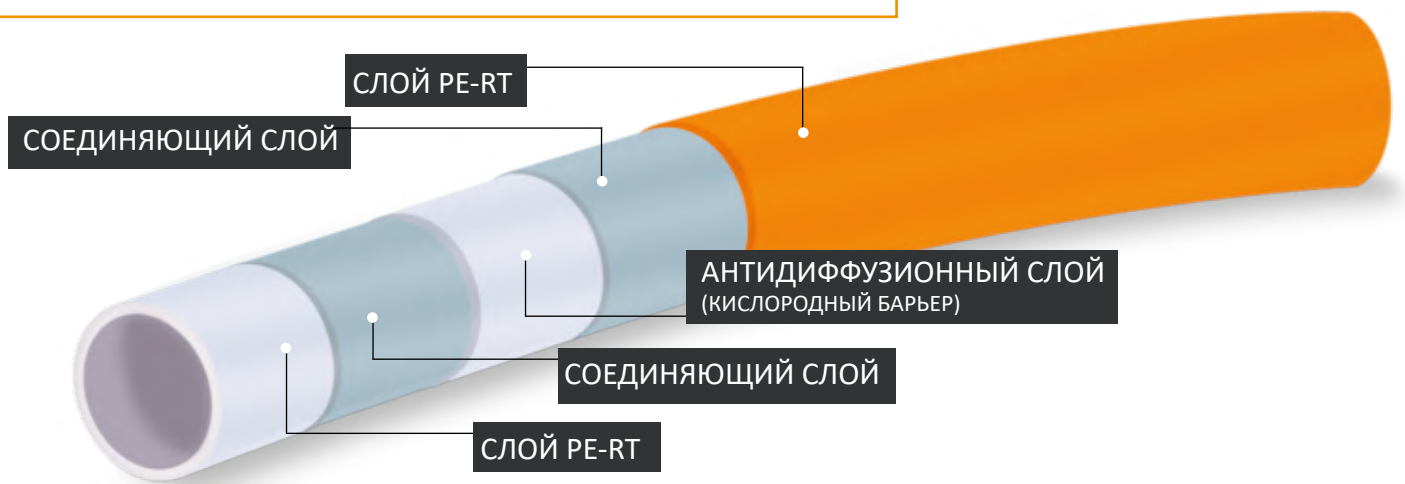 СЛОЙ PE-RT
СОЕДИНЯЮЩИЙ СЛОЙ
АНТИДИФФУЗИОННЫЙ СЛОЙ
(КИСЛОРОДНЫЙ БАРЬЕР)
СОЕДИНЯЮЩИЙ СЛОЙ
СЛОЙ PE-RT